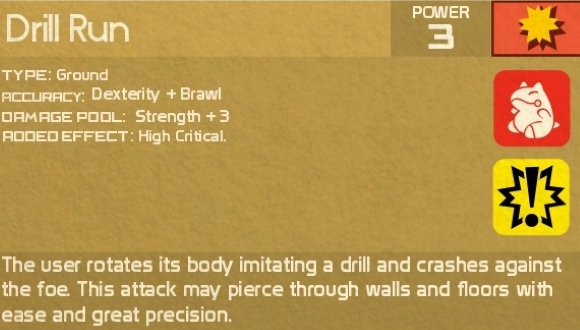 Drill Run
POWER
3
TYPE: Ground
ACCURACY: Dexterity + Brawl
DAMAGE POOL: Strength + 3
ADDED EFFECT: High Critical.
The user rotates its body imitating a drill and crashes against
the foe. This attack may pierce through walls and floors with
ease and great precision.